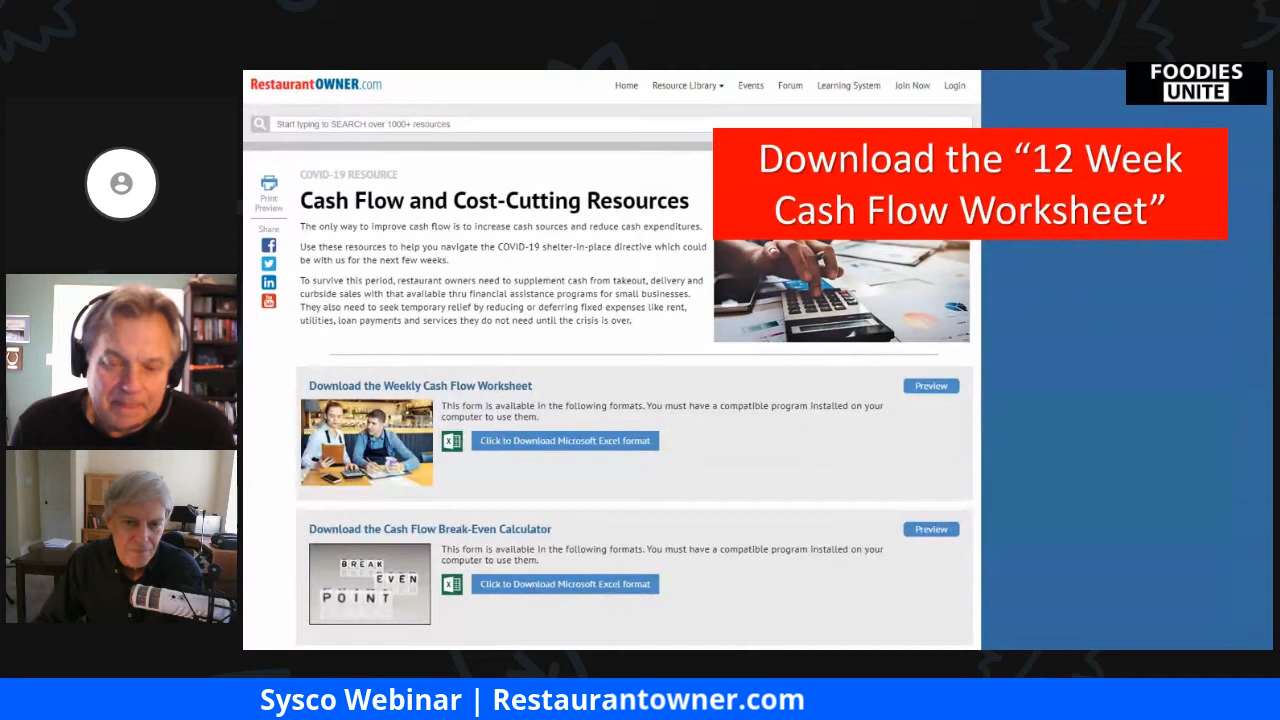 FOODIES
UNITE
RestaurantOWNER.com
Home Resource Library Events Forum Learning System Join Now Login
Start typing to SEARCH over 1000+ resources
Download the “12 Week
Cash Flow Worksheet”
Print
Preview
Share
COVID-19 RESOURCE
Cash Flow and Cost-Cutting Resources
The only way to improve cash flow is to increase cash sources and reduce cash expenditures.
Use these resources to help you navigate the COVID-19 shelter-in-place directive which could
be with us for the next few weeks.
To survive this period, restaurant owners need to supplement cash from takeout, delivery and
curbside sales with that available thru financial assistance programs for small businesses.
They also need to seek temporary relief by reducing or deferring fixed expenses like rent,
utilities, loan payments and services they do not need until the crisis is over.
Download the Weekly Cash Flow Worksheet
Preview
This form is available in the following formats. You must have a compatible program installed on your
computer to use them.
Click to Download Microsoft Excel format
Download the Cash Flow Break-Even Calculator
Preview
This form is available in the following formats. You must have a compatible program installed on your
computer to use them.
BREAK
EVEN
POINT
Click to Download Microsoft Excel format
Sysco Webinar | Restaurantowner.com